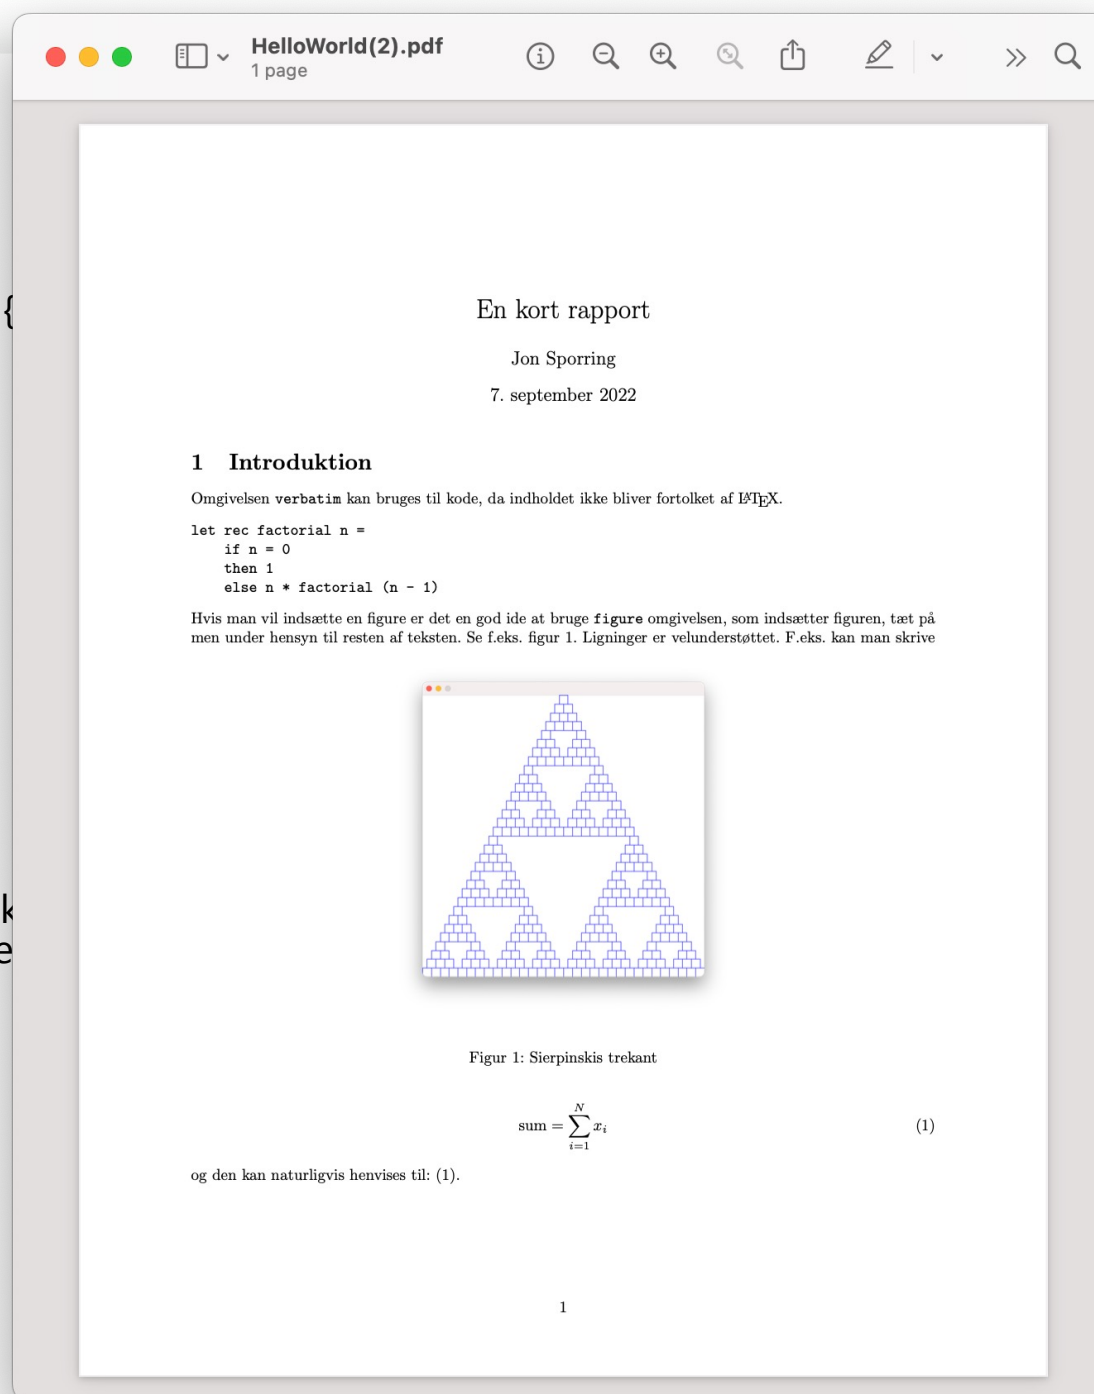 HelloWorld(2).pdf
1 page
{
k
e
En kort rapport
Jon Sporring
7. september 2022
1 Introduktion
Omgivelsen verbatim kan bruges til kode, da indholdet ikke bliver fortolket af LATEX.
let rec factorial n =
    if n = 0
    then 1
    else n * factorial (n - 1)
Hvis man vil indsætte en figure er det en god ide at bruge figure omgivelsen, som indsætter figuren, tæt på
men under hensyn til resten af teksten. Se f.eks. figur 1. Ligninger er velunderstøttet. F.eks. kan man skrive
Figur 1: Sierpinskis trekant
sum = ∑_{i=1}^{N} x_i (1)
og den kan naturligvis henvises til: (1).
1